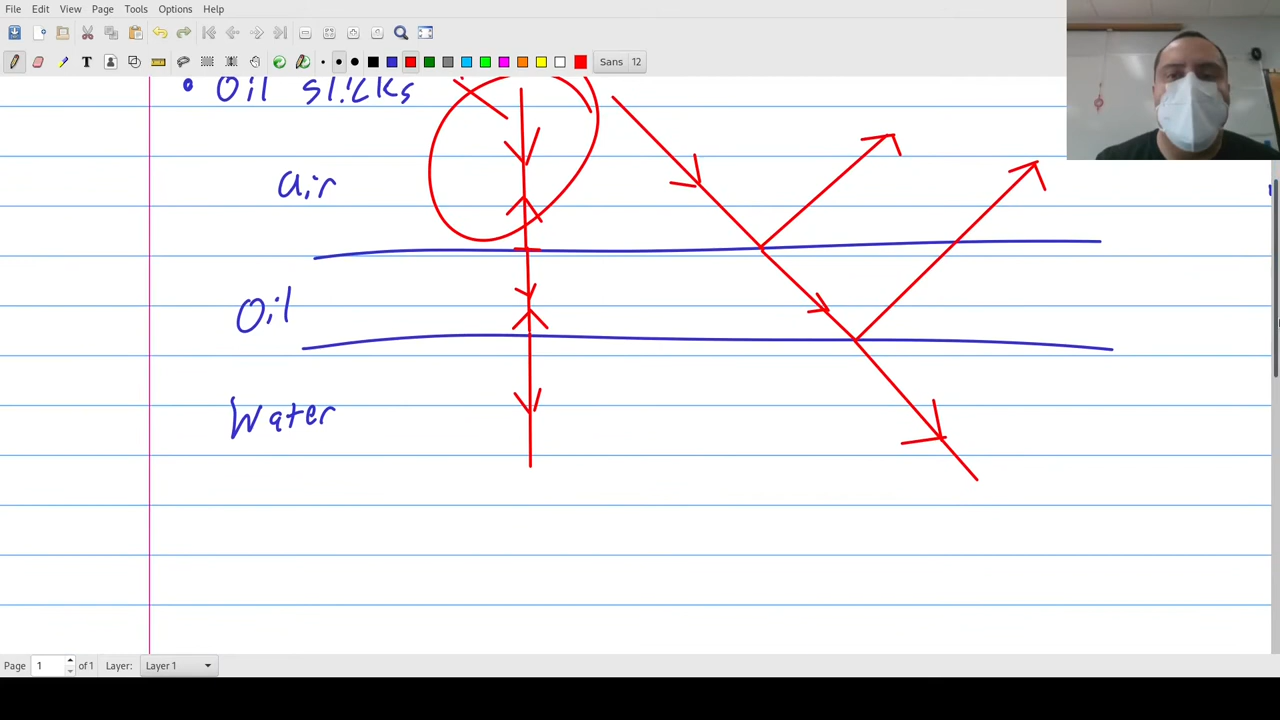 File Edit View Page Tools Options Help
T Sans 12
• Oil slicks
air
Oil
Water
Page 1 of 1 Layer: Layer 1